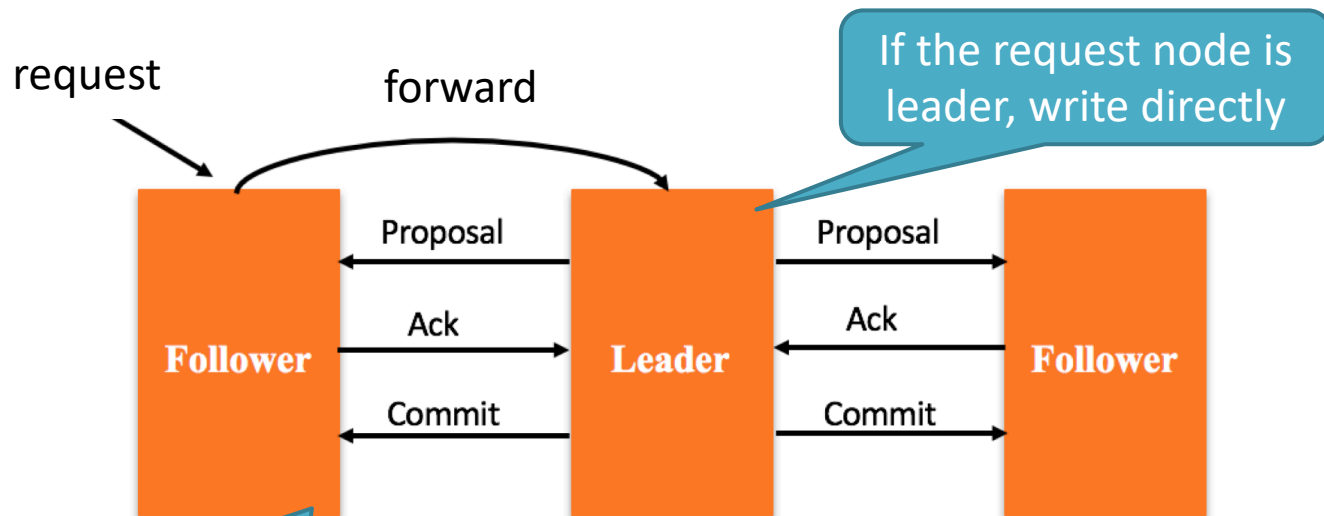 request
forward
If the request node is
leader, write directly
Proposal
Proposal
Ack
Ack
Follower
Leader
Follower
Commit
Commit